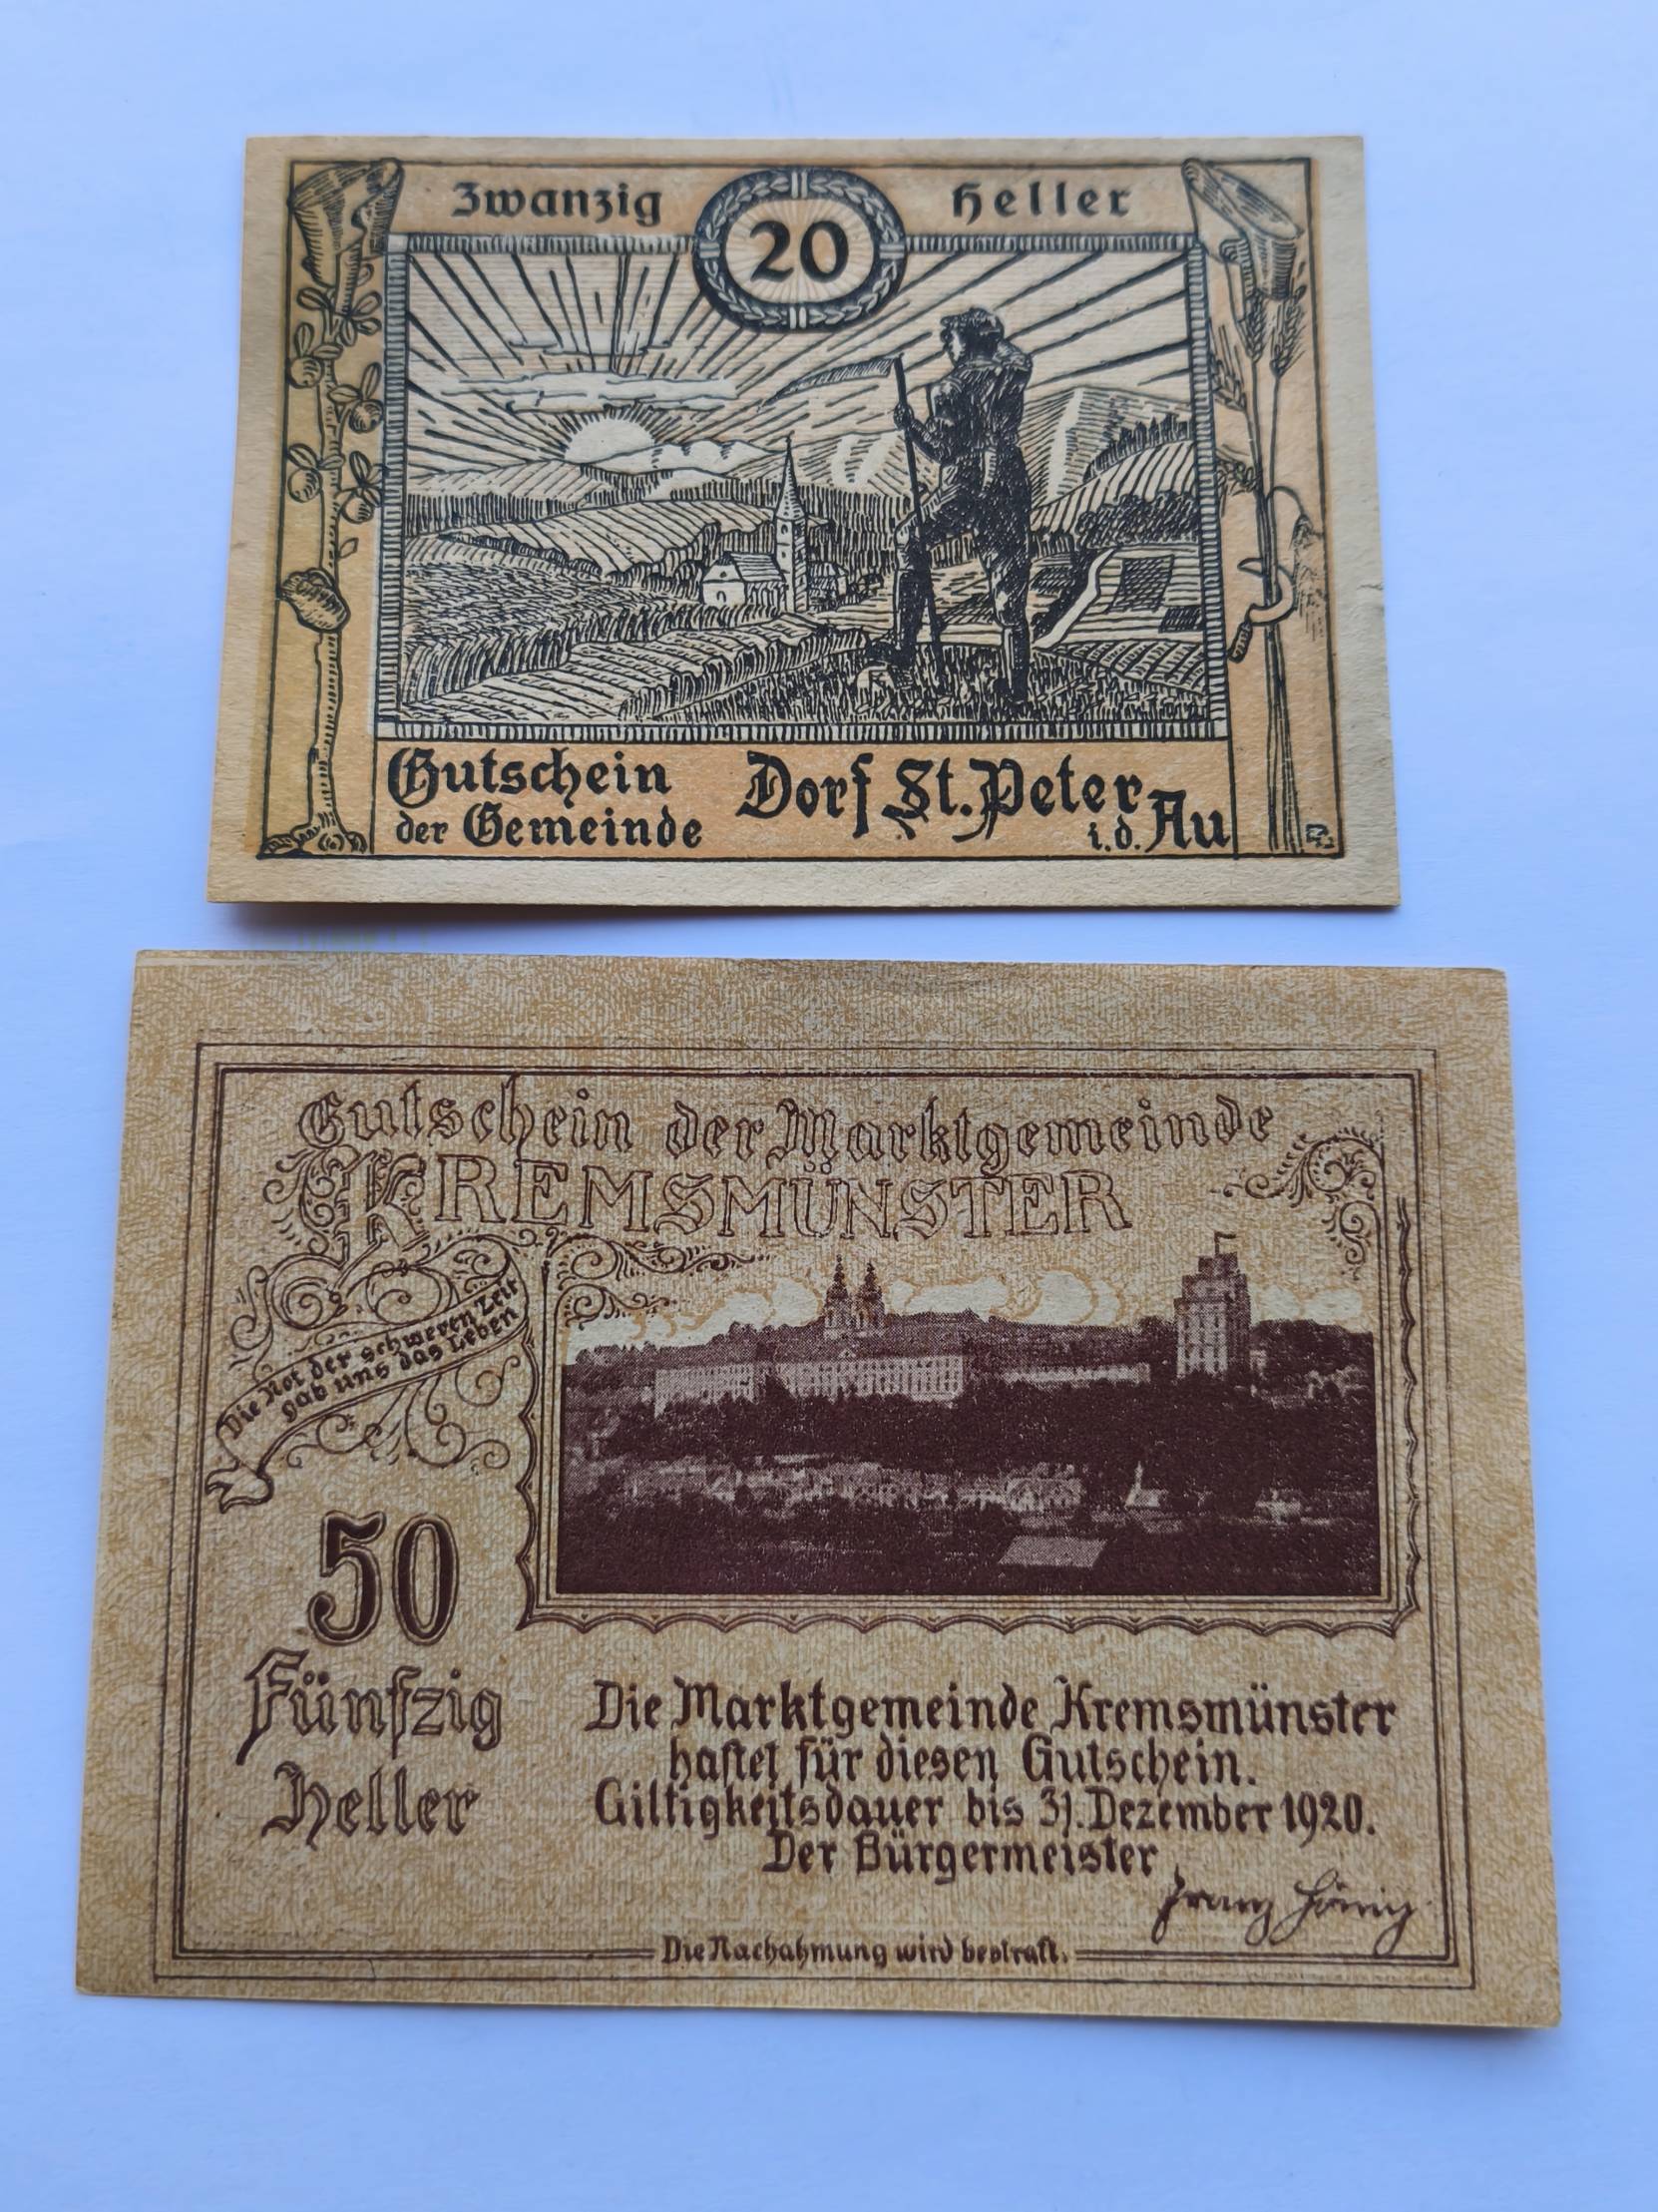 Zwanzig 20 Heller
Gutschein
der Gemeinde
Dorf St. Peter
i. d. Au
Gutschein der Marktgemeinde
KREMSMÜNSTER
Die Not der schweren Zeit
gab uns das Leben
50
Fünfzig
Heller
Die Marktgemeinde Kremsmünster
haftet für diesen Gutschein.
Giltigkeitsdauer bis 31. Dezember 1920.
Der Bürgermeister
Franz König
Die Nachahmung wird bestraft.